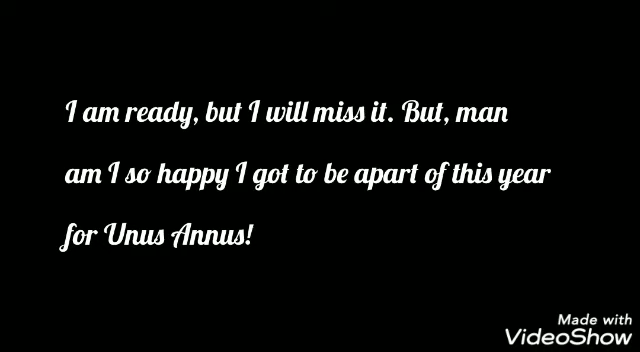 I am ready, but I will miss it. But, man
am I so happy I got to be apart of this year
for Unus Annus!
Made with
VideoShow